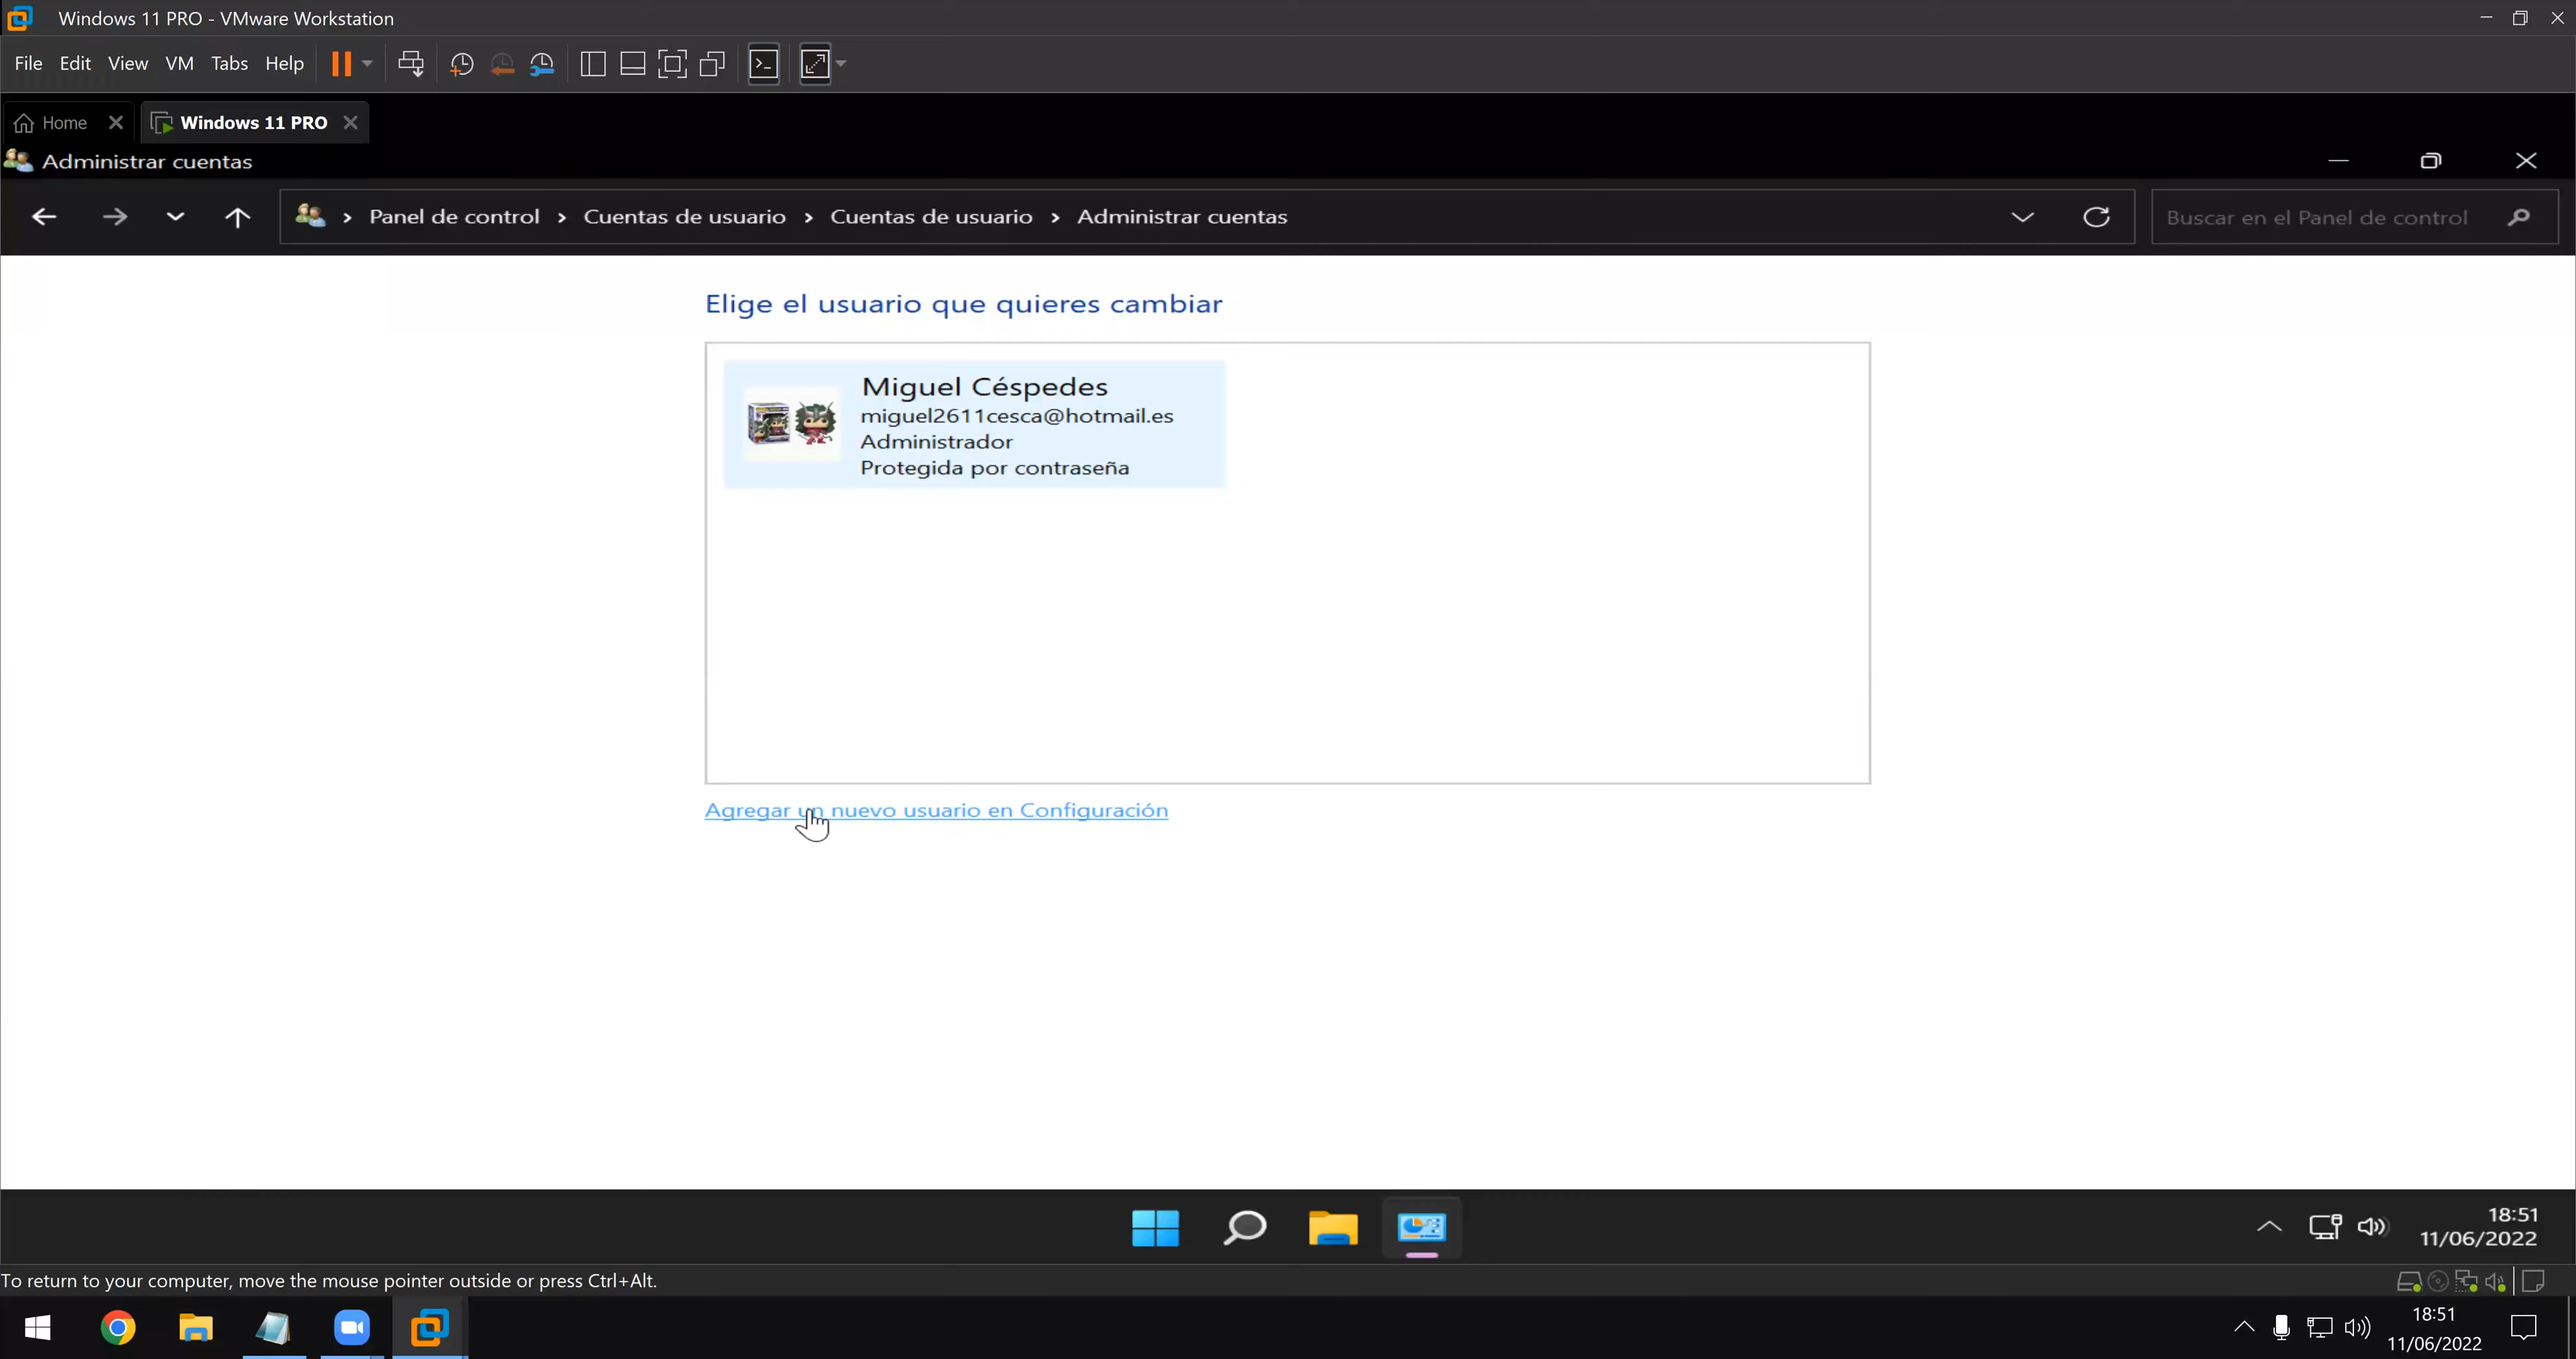 Windows 11 PRO - VMware Workstation
File Edit View VM Tabs Help
Home Windows 11 PRO
Administrar cuentas
Panel de control Cuentas de usuario Cuentas de usuario Administrar cuentas Buscar en el Panel de control
Elige el usuario que quieres cambiar
Miguel Céspedes
miguel2611cesca@hotmail.es
Administrador
Protegida por contraseña
Agregar un nuevo usuario en Configuración
18:51
11/06/2022
To return to your computer, move the mouse pointer outside or press Ctrl+Alt.
18:51
11/06/2022